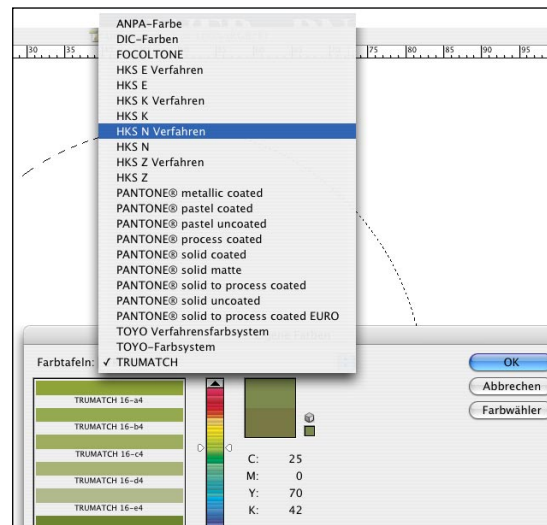 ANPA-Farbe
DIC-Farben
FOCOLTONE
HKS E Verfahren
HKS E
HKS K Verfahren
HKS K
HKS N Verfahren
HKS N
HKS Z Verfahren
HKS Z
PANTONE® metallic coated
PANTONE® pastel coated
PANTONE® pastel uncoated
PANTONE® process coated
PANTONE® solid coated
PANTONE® solid matte
PANTONE® solid to process coated
PANTONE® solid uncoated
PANTONE® solid to process coated EURO
TOYO Verfahrensfarbsystem
TOYO-Farbsystem
Farbtafeln: ✓ TRUMATCH
30 35 75 80 85 90 95
OK
Abbrechen
Farbwähler
TRUMATCH 16-a4
TRUMATCH 16-b4
TRUMATCH 16-c4
TRUMATCH 16-d4
TRUMATCH 16-e4
C: 25
M: 0
Y: 70
K: 42